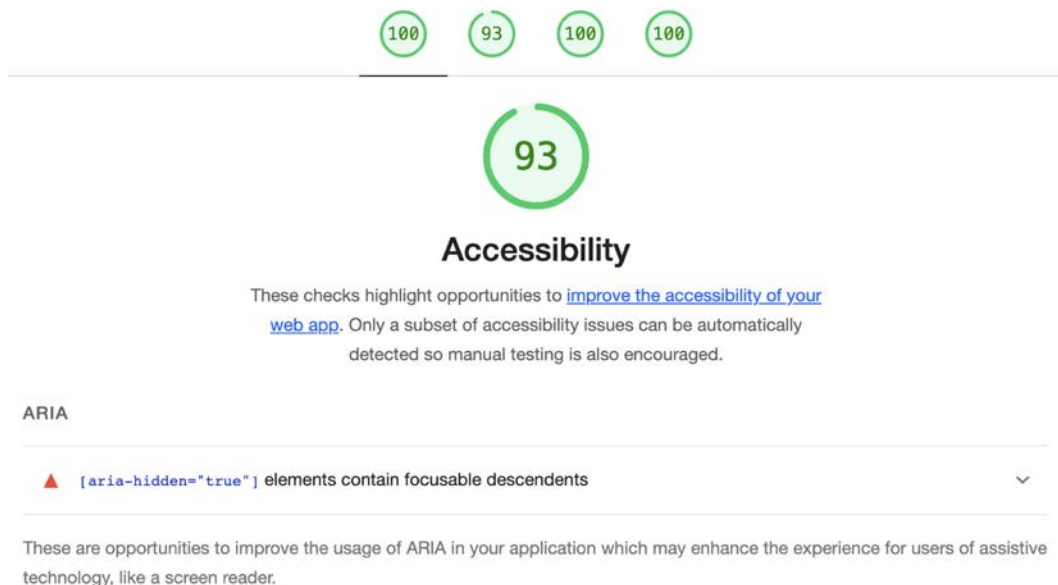 100 93 100 100
93
Accessibility
These checks highlight opportunities to improve the accessibility of your
web app. Only a subset of accessibility issues can be automatically
detected so manual testing is also encouraged.
ARIA
[aria-hidden="true"] elements contain focusable descendents
These are opportunities to improve the usage of ARIA in your application which may enhance the experience for users of assistive
technology, like a screen reader.